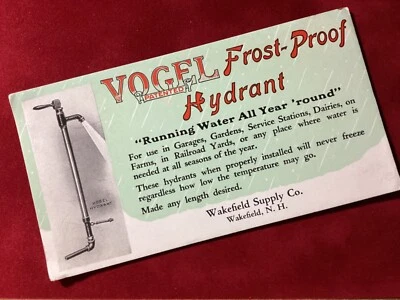 VOGEL Frost-Proof
PATENTED
Hydrant
"Running Water All Year 'round"
For use in Garages, Gardens, Service Stations, Dairies, on
Farms, in Railroad Yards, or any place where water is
needed at all seasons of the year.
These hydrants when properly installed will never freeze
regardless how low the temperature may go.
Made any length desired.
Wakefield Supply Co.
Wakefield, N. H.
VOGEL
HYDRANT